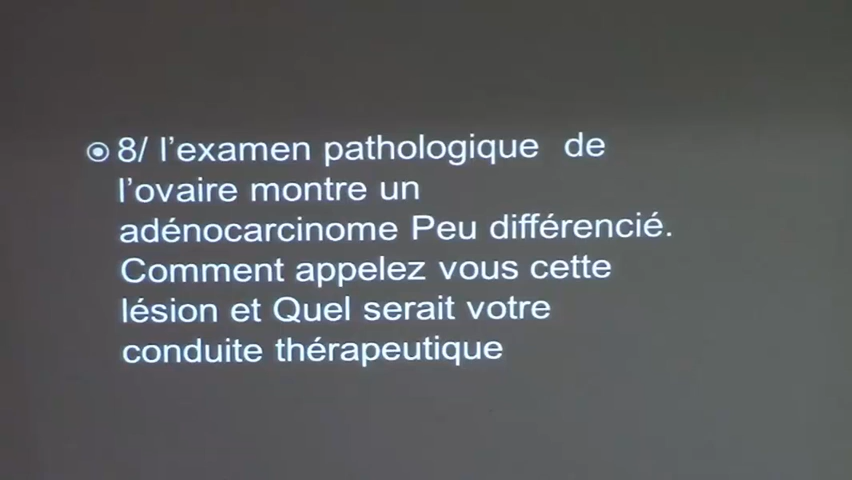 8/ l'examen pathologique de
l'ovaire montre un
adénocarcinome Peu différencié.
Comment appelez vous cette
lésion et Quel serait votre
conduite thérapeutique